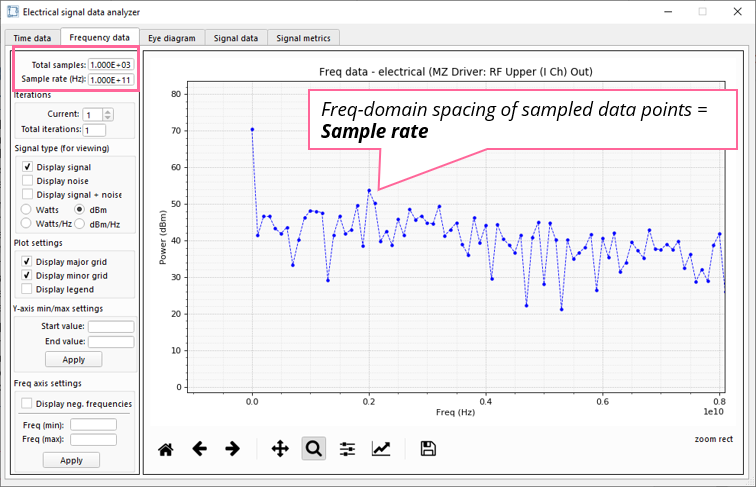 Electrical signal data analyzer
Time data
Frequency data
Eye diagram
Signal data
Signal metrics
Total samples: 1.000E+03
Sample rate (Hz): 1.000E+11
Iterations
Current: 1
Total iterations: 1
Signal type (for viewing)
Display signal
Display noise
Display signal + noise
Watts
dBm
Watts/Hz
dBm/Hz
Plot settings
Display major grid
Display minor grid
Display legend
Y-axis min/max settings
Start value:
End value:
Apply
Freq axis settings
Display neg. frequencies
Freq (min):
Freq (max):
Apply
Freq data - electrical (MZ Driver: RF Upper (I Ch) Out)
Freq-domain spacing of sampled data points =
Sample rate
Power (dBm)
80
70
60
50
40
30
20
10
0
0.0
0.2
0.4
0.6
0.8
1e10
Freq (Hz)
zoom rect